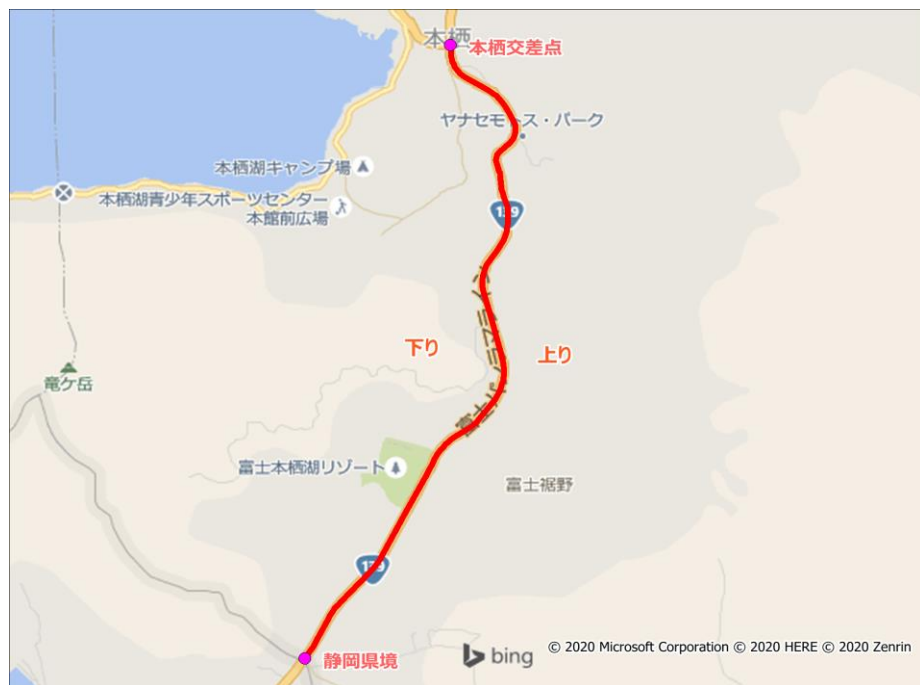 本栖
本栖交差点
ヤナセモトス・パーク
本栖湖キャンプ場
本栖湖青少年スポーツセンター
本館前広場
139
下り
上り
竜ケ岳
富士本栖湖リゾート
富士裾野
139
静岡県境
bing
© 2020 Microsoft Corporation © 2020 HERE © 2020 Zenrin